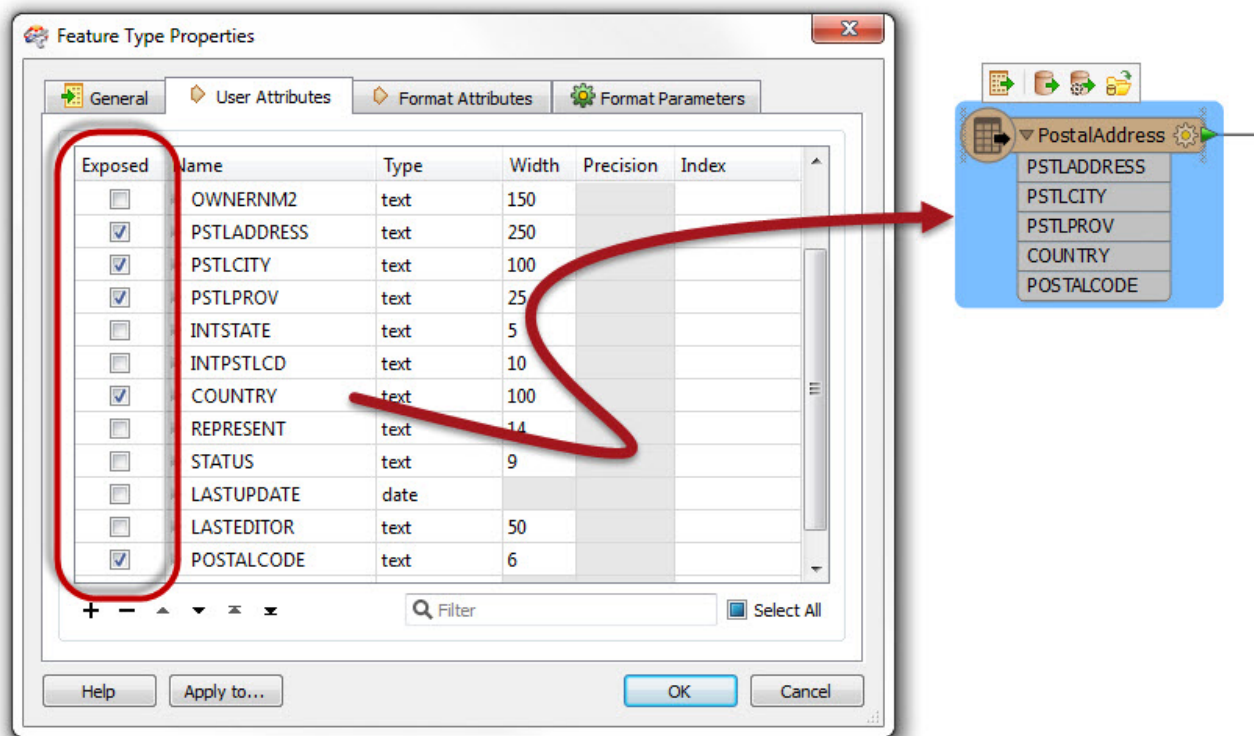 Feature Type Properties
General User Attributes Format Attributes Format Parameters
Exposed Name Type Width Precision Index
OWNERNM2 text 150
PSTLADDRESS text 250
PSTLCITY text 100
PSTLPROV text 25
INTSTATE text 5
INTPSTLCD text 10
COUNTRY text 100
REPRESENT text 14
STATUS text 9
LASTUPDATE date
LASTEDITOR text 50
POSTALCODE text 6
Filter Select All
Help Apply to... OK Cancel
PostalAddress
PSTLADDRESS
PSTLCITY
PSTLPROV
COUNTRY
POSTALCODE